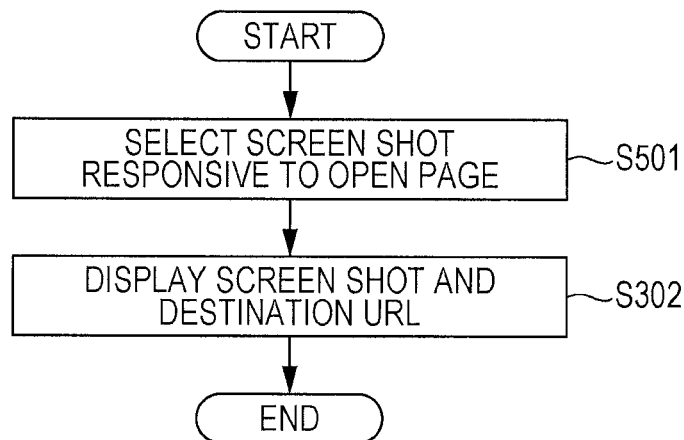 START
SELECT SCREEN SHOT
RESPONSIVE TO OPEN PAGE
S501
DISPLAY SCREEN SHOT AND
DESTINATION URL
S302
END